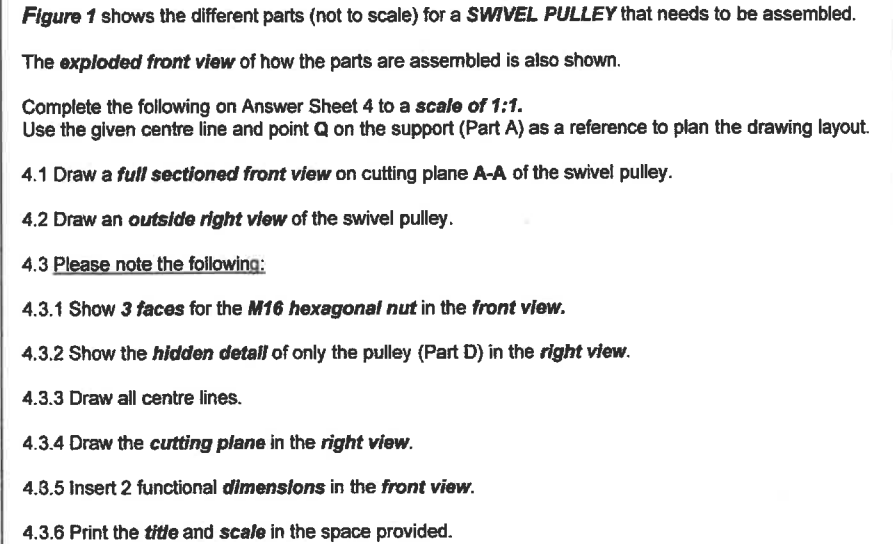 Figure 1 shows the different parts (not to scale) for a SWIVEL PULLEY that needs to be assembled.
The exploded front view of how the parts are assembled is also shown.
Complete the following on Answer Sheet 4 to a scale of 1:1.
Use the given centre line and point Q on the support (Part A) as a reference to plan the drawing layout.
4.1 Draw a full sectioned front view on cutting plane A-A of the swivel pulley.
4.2 Draw an outside right view of the swivel pulley.
4.3 Please note the following:
4.3.1 Show 3 faces for the M16 hexagonal nut in the front view.
4.3.2 Show the hidden detail of only the pulley (Part D) in the right view.
4.3.3 Draw all centre lines.
4.3.4 Draw the cutting plane in the right view.
4.3.5 Insert 2 functional dimensions in the front view.
4.3.6 Print the title and scale in the space provided.